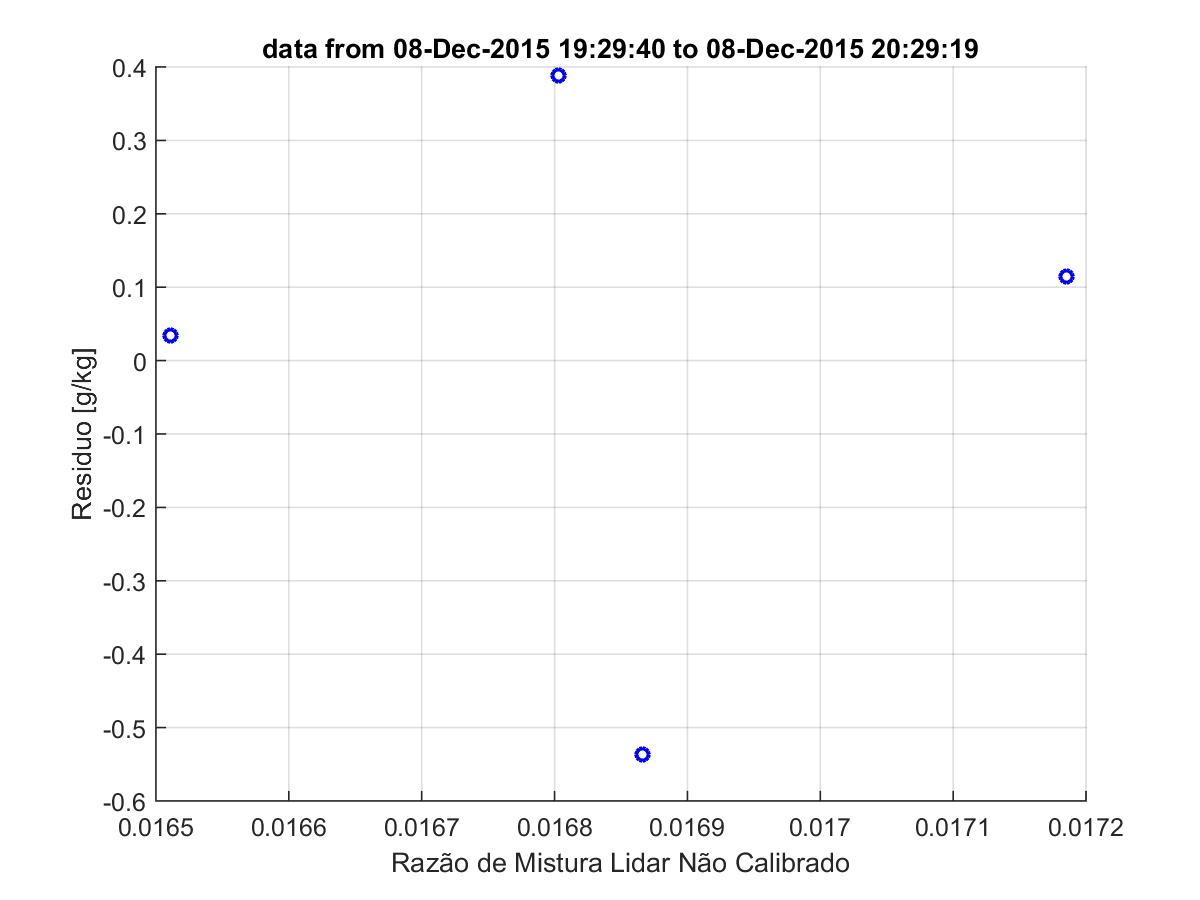 data from 08-Dec-2015 19:29:40 to 08-Dec-2015 20:29:19
0.4
0.3
0.2
0.1
0
-0.1
-0.2
-0.3
-0.4
-0.5
-0.6
Residuo [g/kg]
0.0165 0.0166 0.0167 0.0168 0.0169 0.017 0.0171 0.0172
Razão de Mistura Lidar Não Calibrado